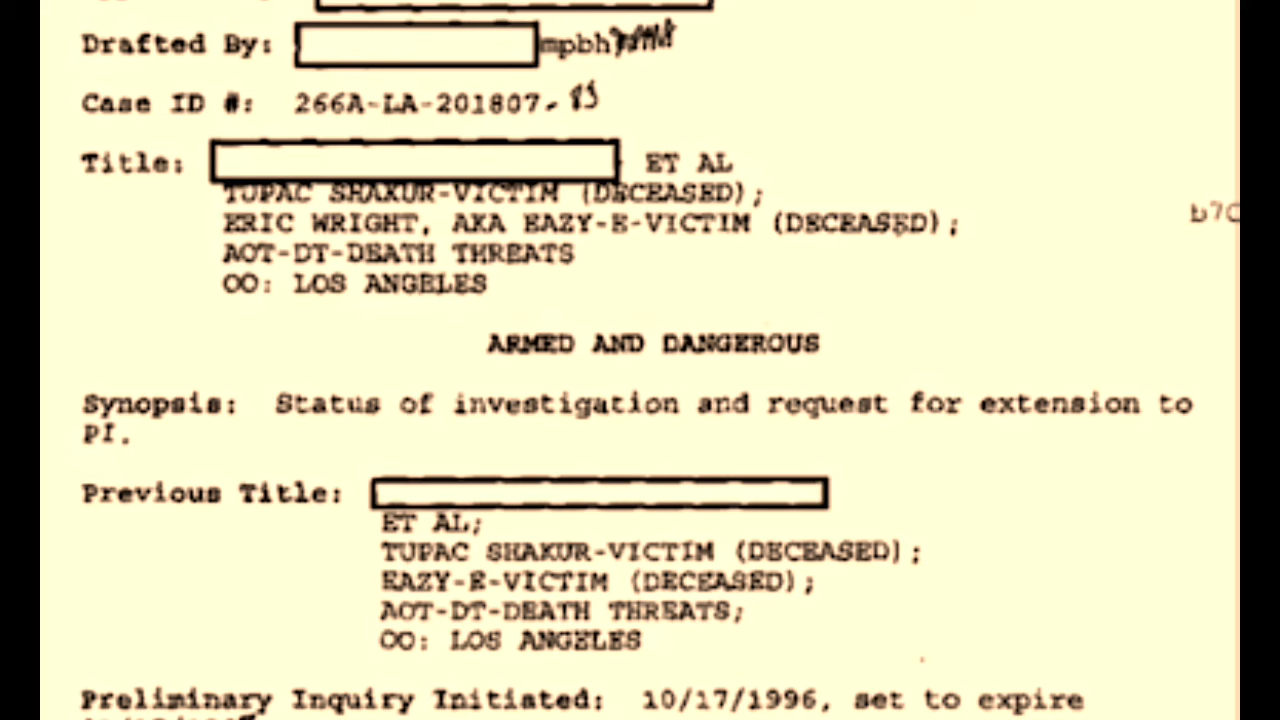 Drafted By: mpbh
Case ID #: 266A-LA-201807-
Title: ET AL
TUPAC SHAKUR-VICTIM (DECEASED);
ERIC WRIGHT, AKA EAZY-E-VICTIM (DECEASED);
b7C
AOT-DT-DEATH THREATS
OO: LOS ANGELES
ARMED AND DANGEROUS
Synopsis: Status of investigation and request for extension to
PI.
Previous Title:
ET AL;
TUPAC SHAKUR-VICTIM (DECEASED);
EAZY-E-VICTIM (DECEASED);
AOT-DT-DEATH THREATS;
OO: LOS ANGELES
Preliminary Inquiry Initiated: 10/17/1996, set to expire